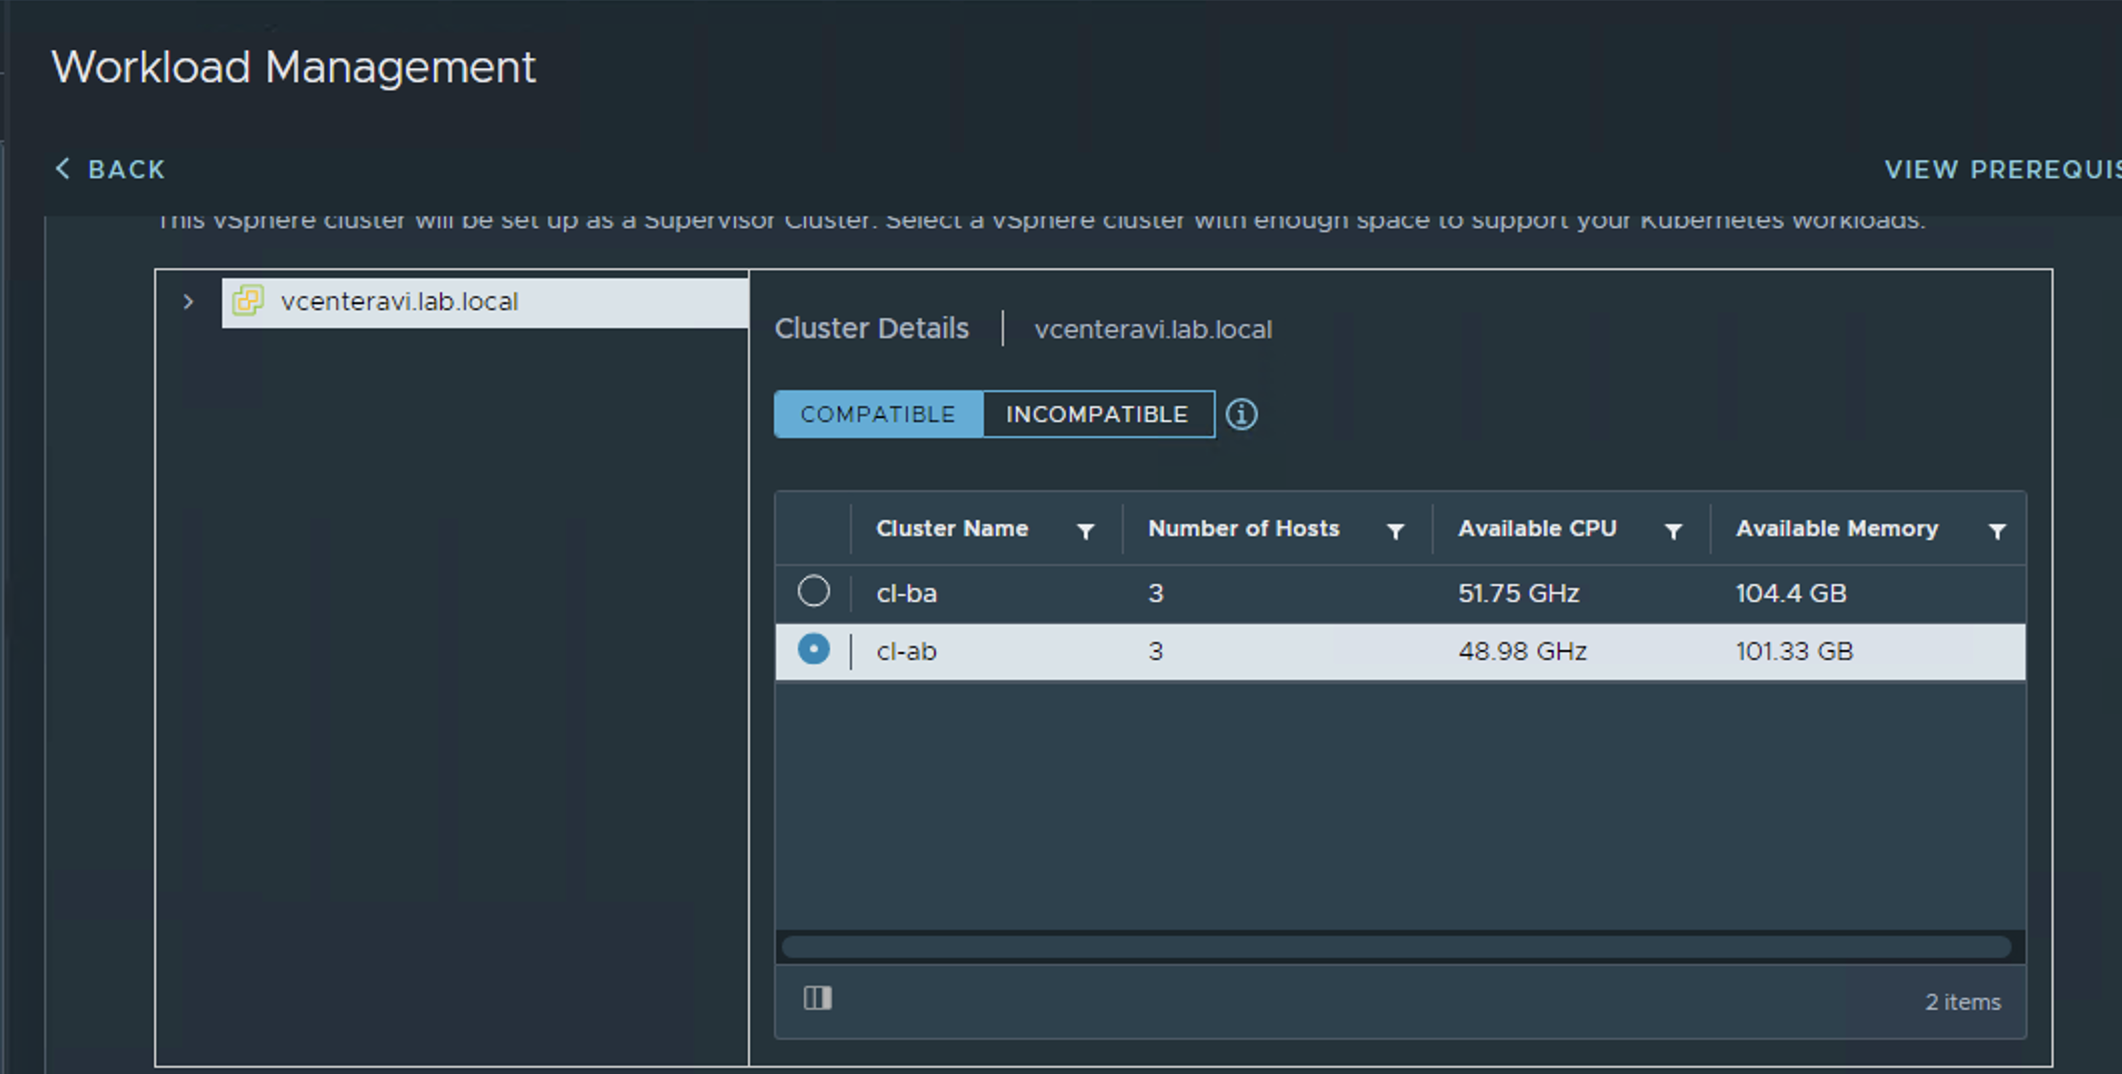 Workload Management
BACK
VIEW PREREQUIS
This vSphere cluster will be set up as a Supervisor Cluster. Select a vSphere cluster with enough space to support your Kubernetes workloads.
vcenteravi.lab.local
Cluster Details | vcenteravi.lab.local
COMPATIBLE INCOMPATIBLE
Cluster Name Number of Hosts Available CPU Available Memory
cl-ba 3 51.75 GHz 104.4 GB
cl-ab 3 48.98 GHz 101.33 GB
2 items